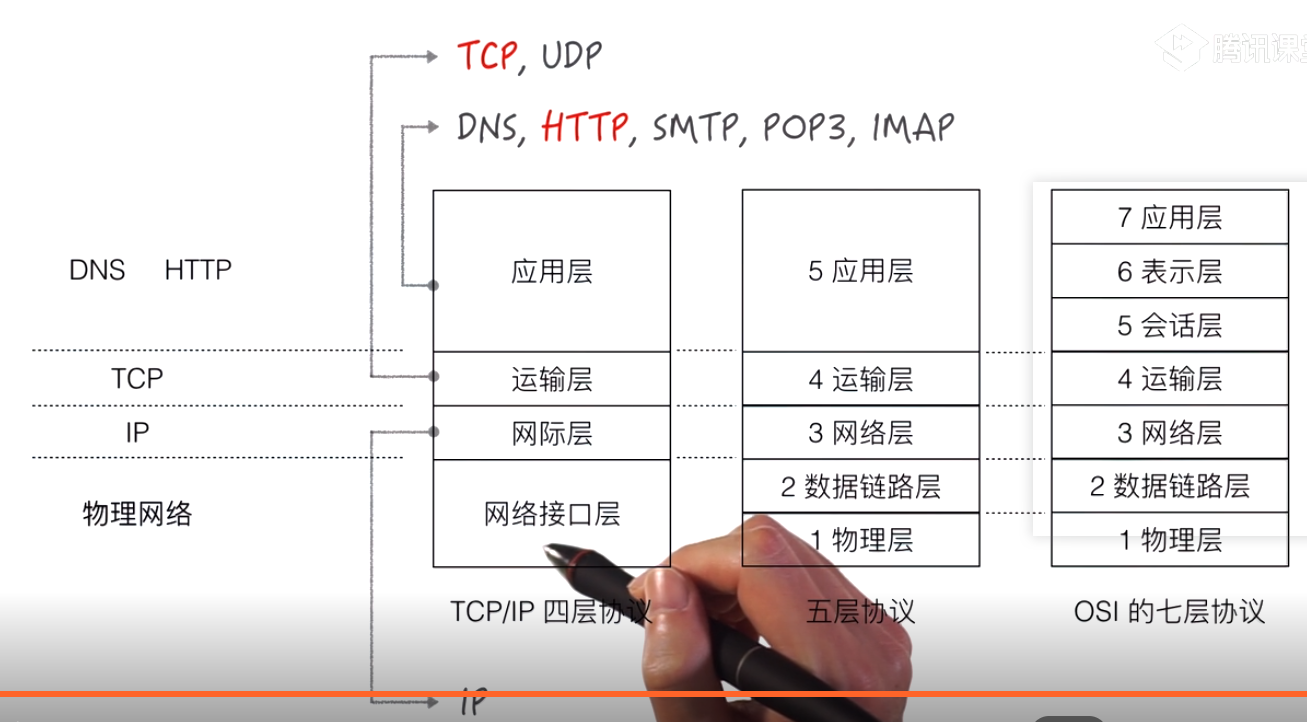 TCP, UDP
腾讯课堂
DNS, HTTP, SMTP, POP3, IMAP
DNS HTTP
TCP
IP
物理网络
应用层
运输层
网际层
网络接口层
TCP/IP 四层协议
5 应用层
4 运输层
3 网络层
2 数据链路层
1 物理层
五层协议
7 应用层
6 表示层
5 会话层
4 运输层
3 网络层
2 数据链路层
1 物理层
OSI 的七层协议
IP